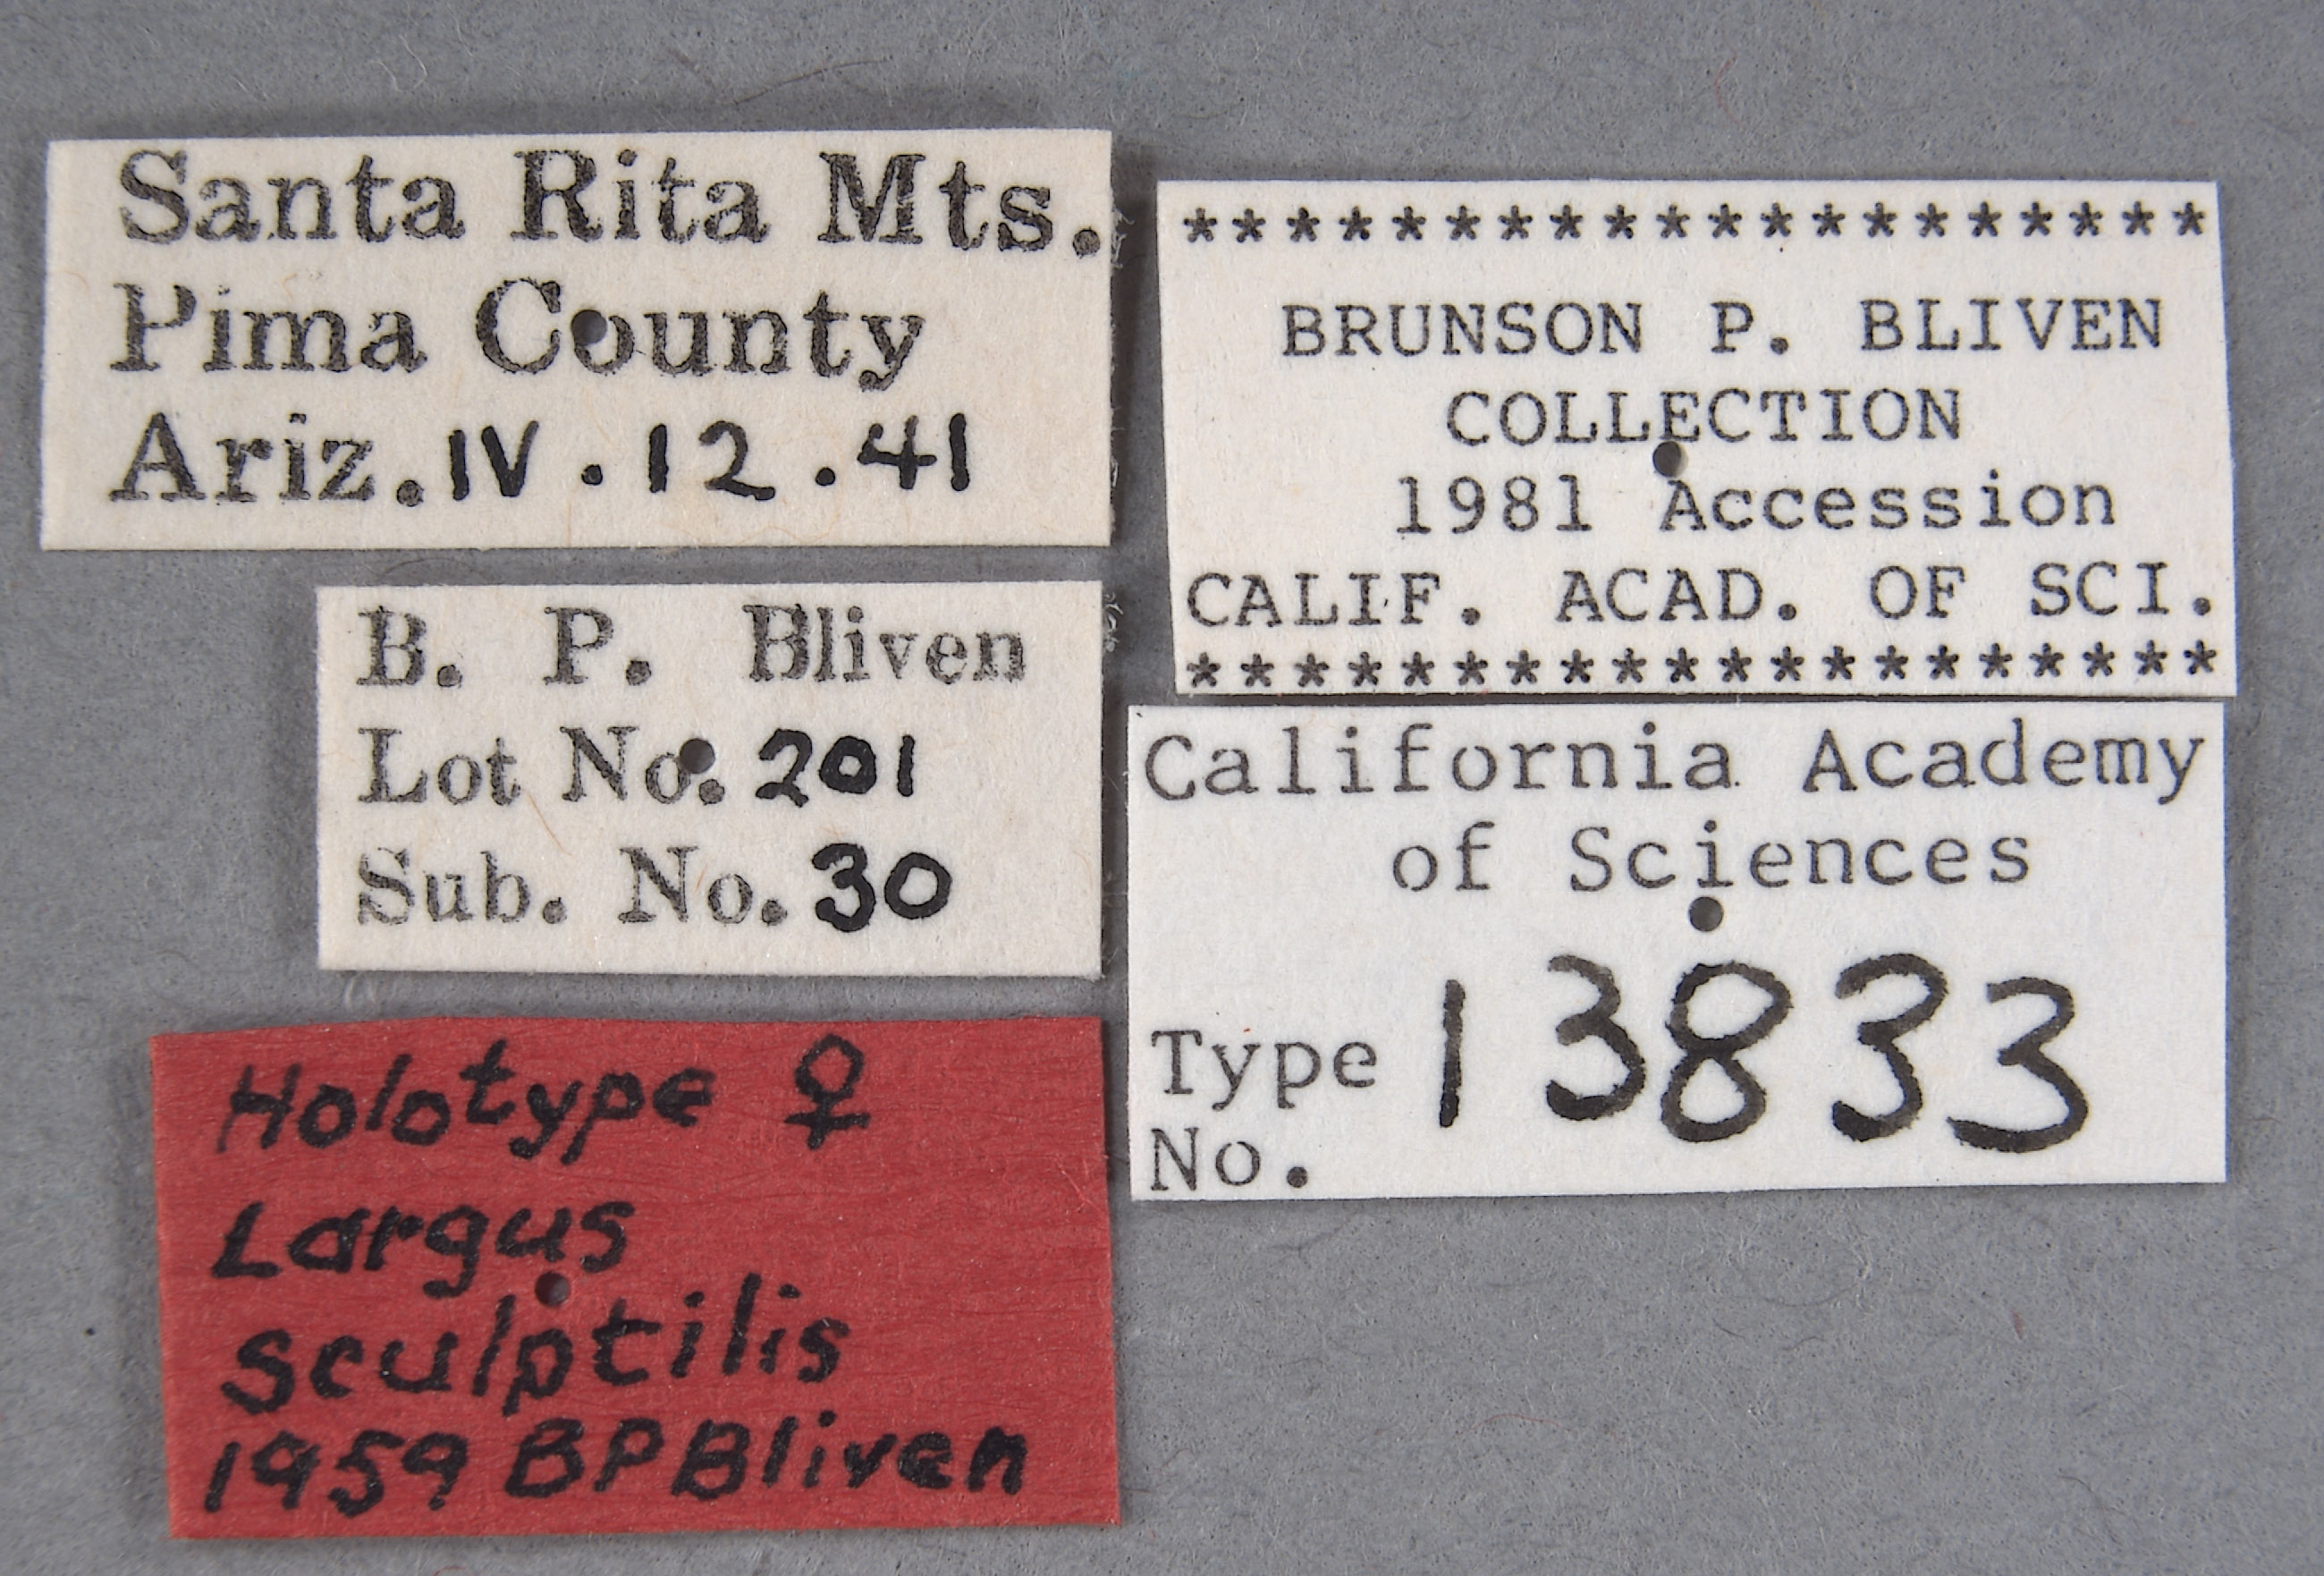 Santa Rita Mts.
Pima County
Ariz. IV . 12 . 41
B. P. Bliven
Lot No. 201
Sub. No. 30
Holotype ♀
Largus
sculptilis
1959 BPBliven
* * * * * * * * * * * * * * * * * * * *
BRUNSON P. BLIVEN
COLLECTION
1981 Accession
CALIF. ACAD. OF SCI.
* * * * * * * * * * * * * * * * * * * *
California Academy
of Sciences
Type 13833
No.